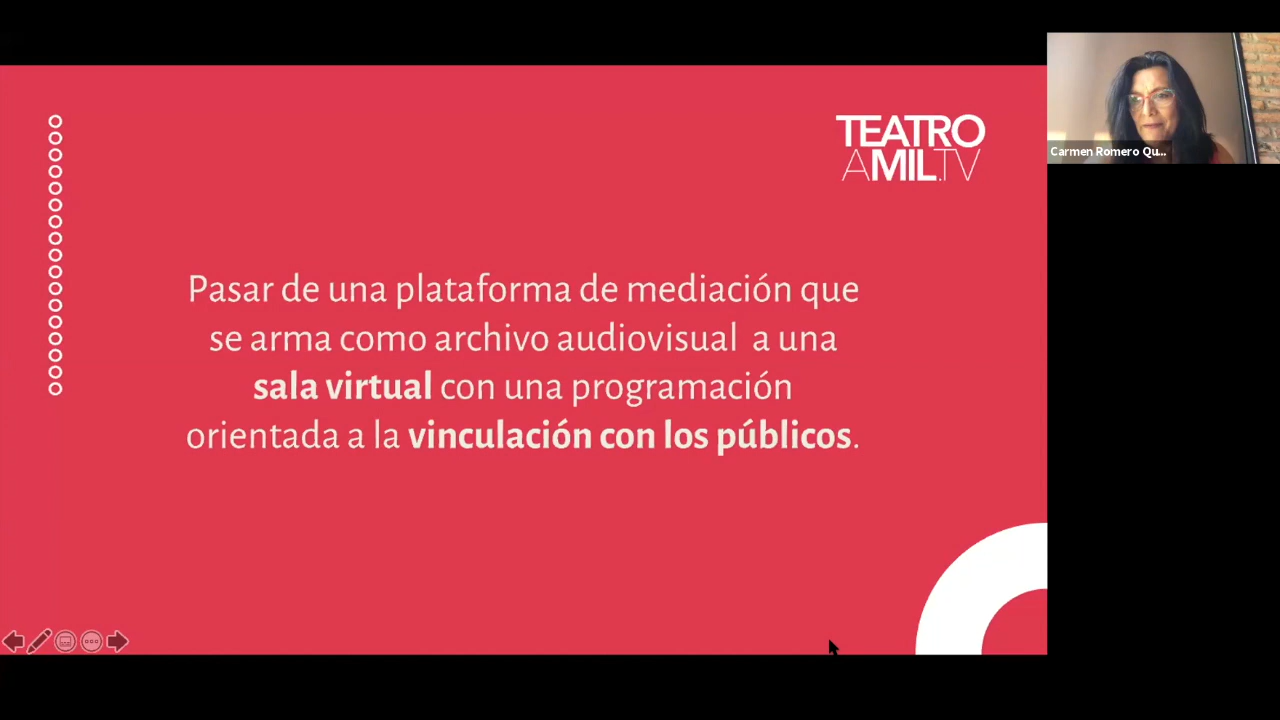 TEATRO
AMIL.TV
Carmen Romero Qu...
Pasar de una plataforma de mediación que
se arma como archivo audiovisual a una
sala virtual con una programación
orientada a la vinculación con los públicos.